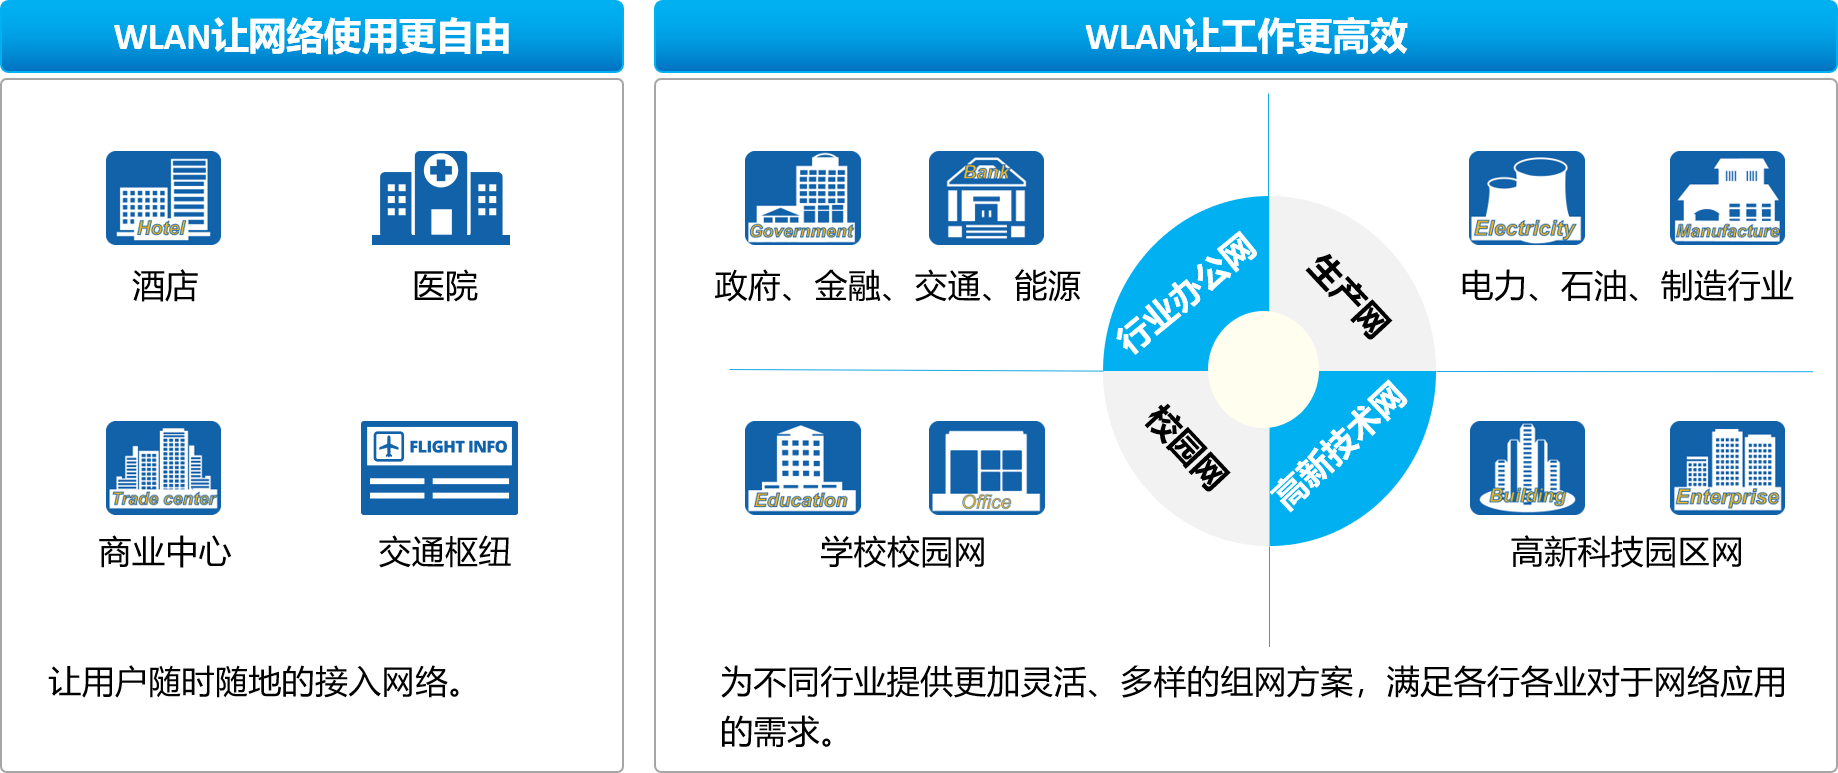 WLAN让网络使用更自由
Hotel
酒店
医院
Trade center
商业中心
FLIGHT INFO
交通枢纽
让用户随时随地的接入网络。
WLAN让工作更高效
Government
Bank
政府、金融、交通、能源
行业办公网
生产网
Electricity
Manufacture
电力、石油、制造行业
Education
Office
学校校园网
校园网
高新技术网
Building
Enterprise
高新科技园区网
为不同行业提供更加灵活、多样的组网方案，满足各行各业对于网络应用
的需求。